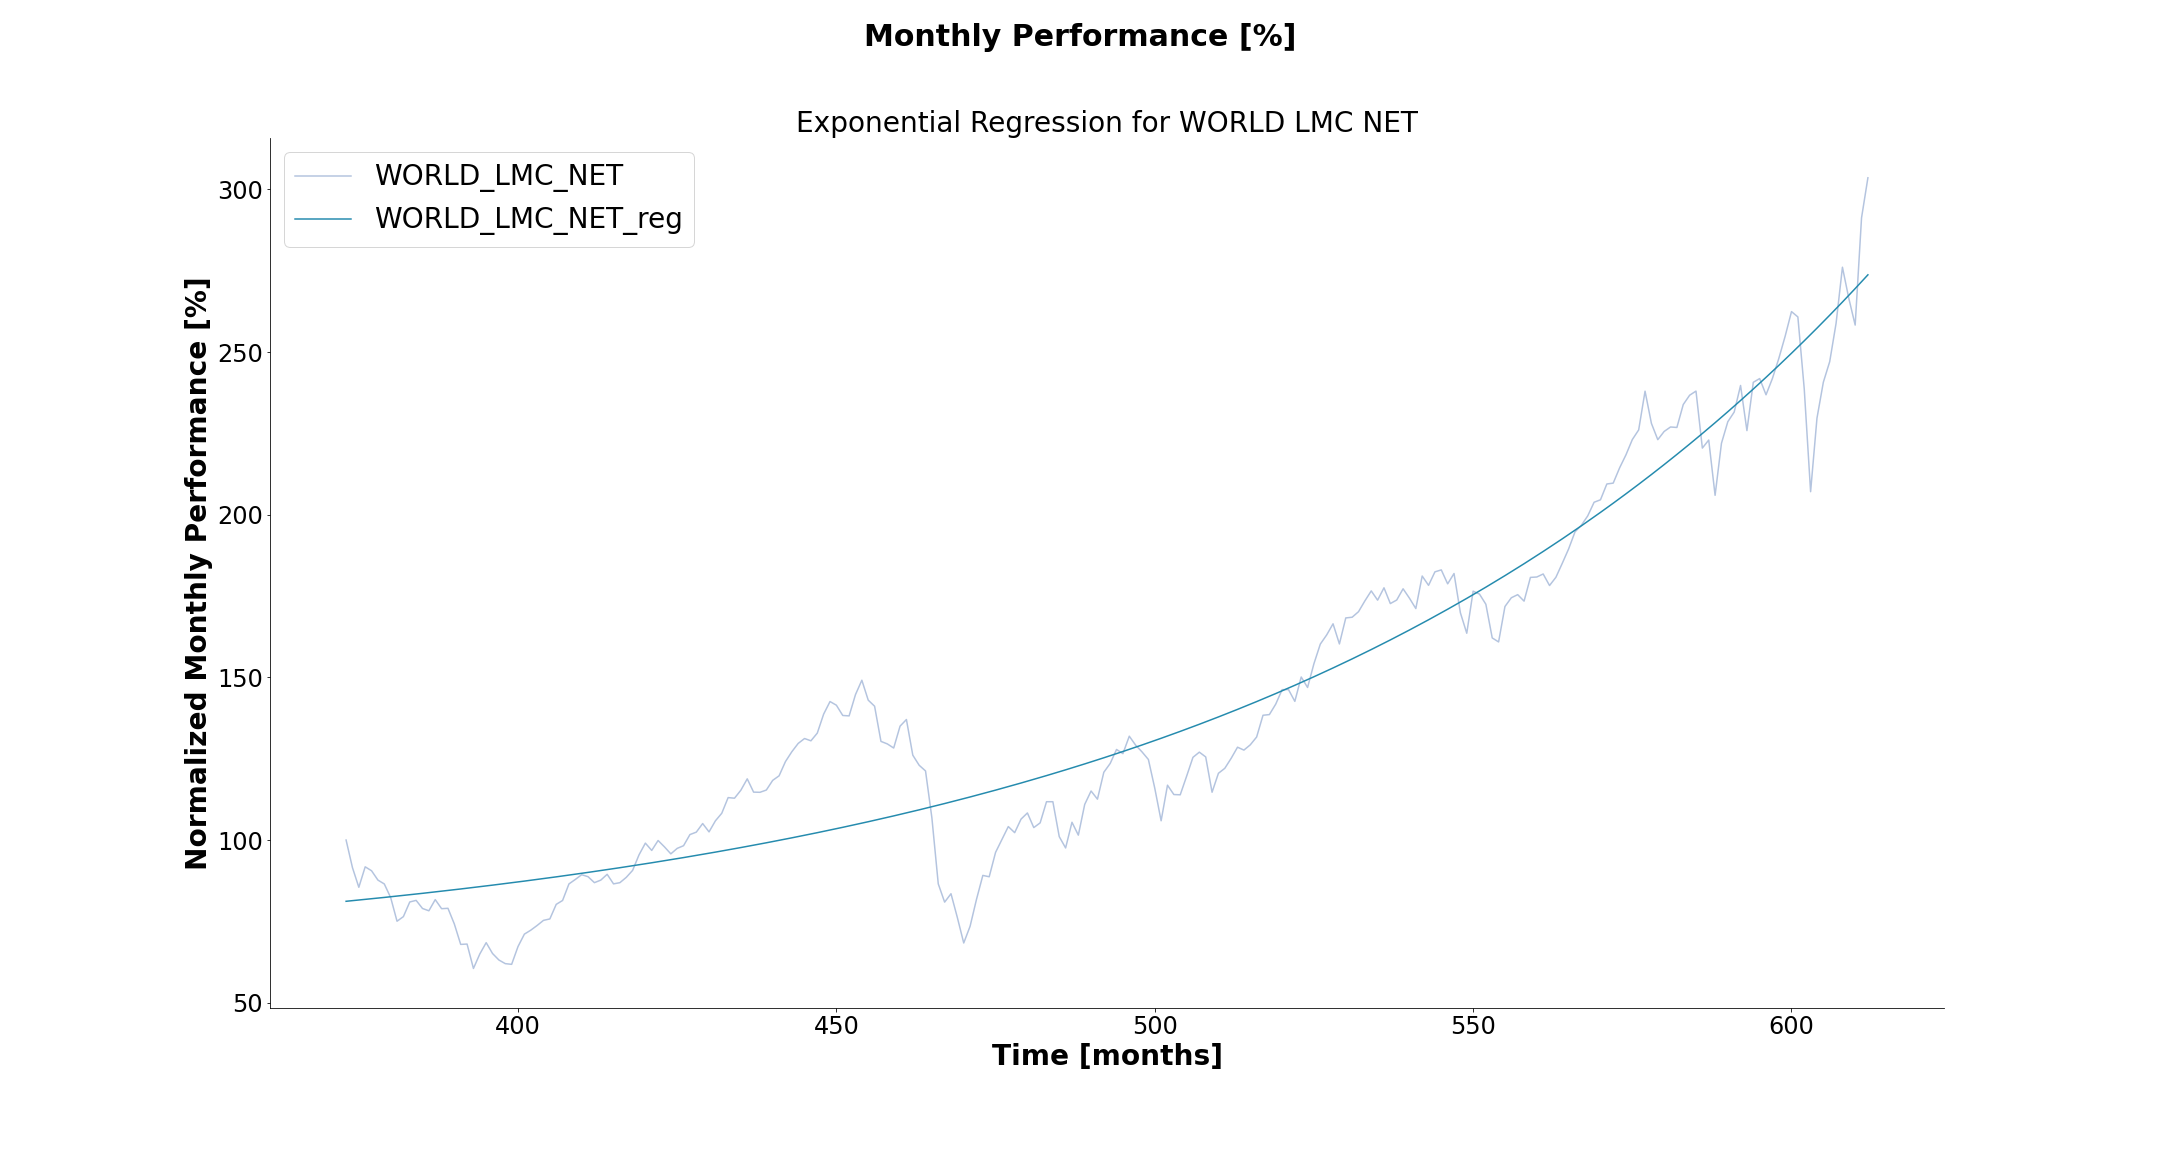 Monthly Performance [%]
Exponential Regression for WORLD LMC NET
WORLD_LMC_NET
WORLD_LMC_NET_reg
Normalized Monthly Performance [%]
300
250
200
150
100
50
400 450 500 550 600
Time [months]